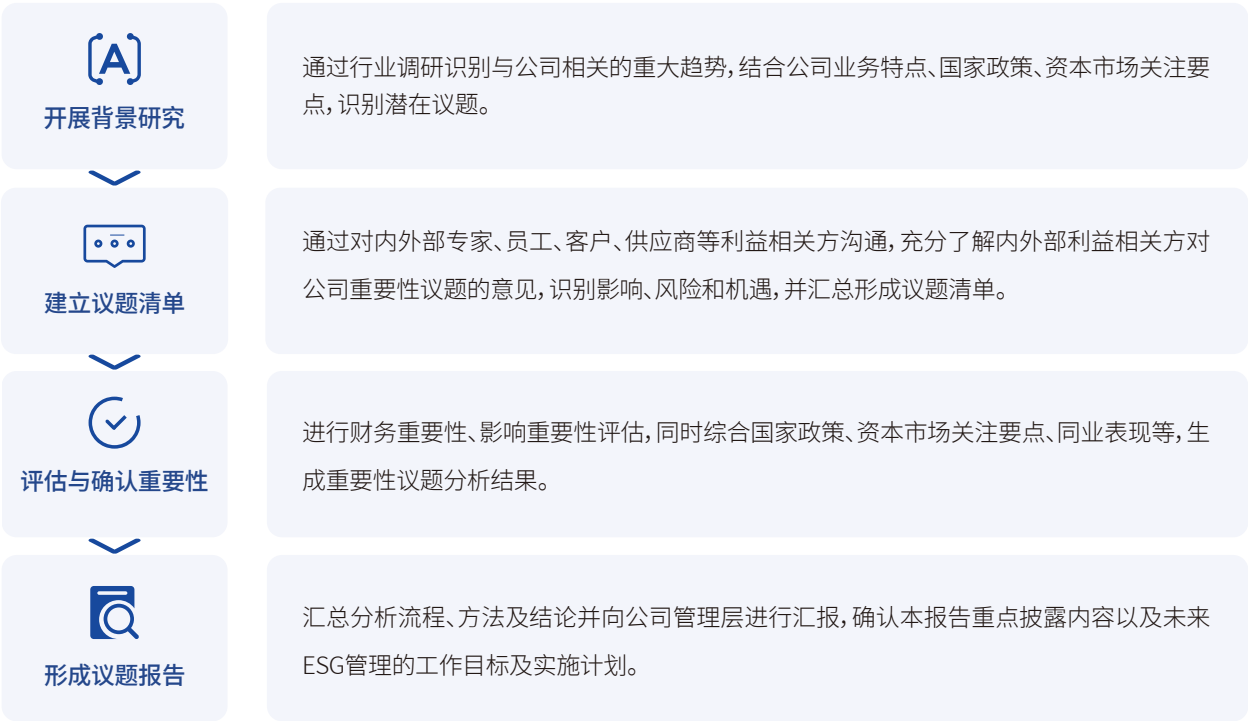 开展背景研究
通过行业调研识别与公司相关的重大趋势，结合公司业务特点、国家政策、资本市场关注要
点，识别潜在议题。
建立议题清单
通过对内外部专家、员工、客户、供应商等利益相关方沟通，充分了解内外部利益相关方对
公司重要性议题的意见，识别影响、风险和机遇，并汇总形成议题清单。
评估与确认重要性
进行财务重要性、影响重要性评估，同时综合国家政策、资本市场关注要点、同业表现等，生
成重要性议题分析结果。
形成议题报告
汇总分析流程、方法及结论并向公司管理层进行汇报，确认本报告重点披露内容以及未来
ESG管理的工作目标及实施计划。